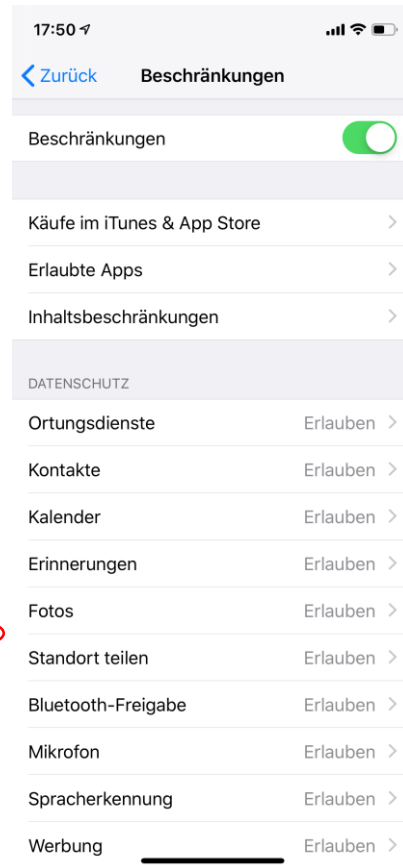 17:50
Zurück Beschränkungen
Beschränkungen
Käufe im iTunes & App Store
Erlaubte Apps
Inhaltsbeschränkungen
DATENSCHUTZ
Ortungsdienste Erlauben
Kontakte Erlauben
Kalender Erlauben
Erinnerungen Erlauben
Fotos Erlauben
Standort teilen Erlauben
Bluetooth-Freigabe Erlauben
Mikrofon Erlauben
Spracherkennung Erlauben
Werbung Erlauben